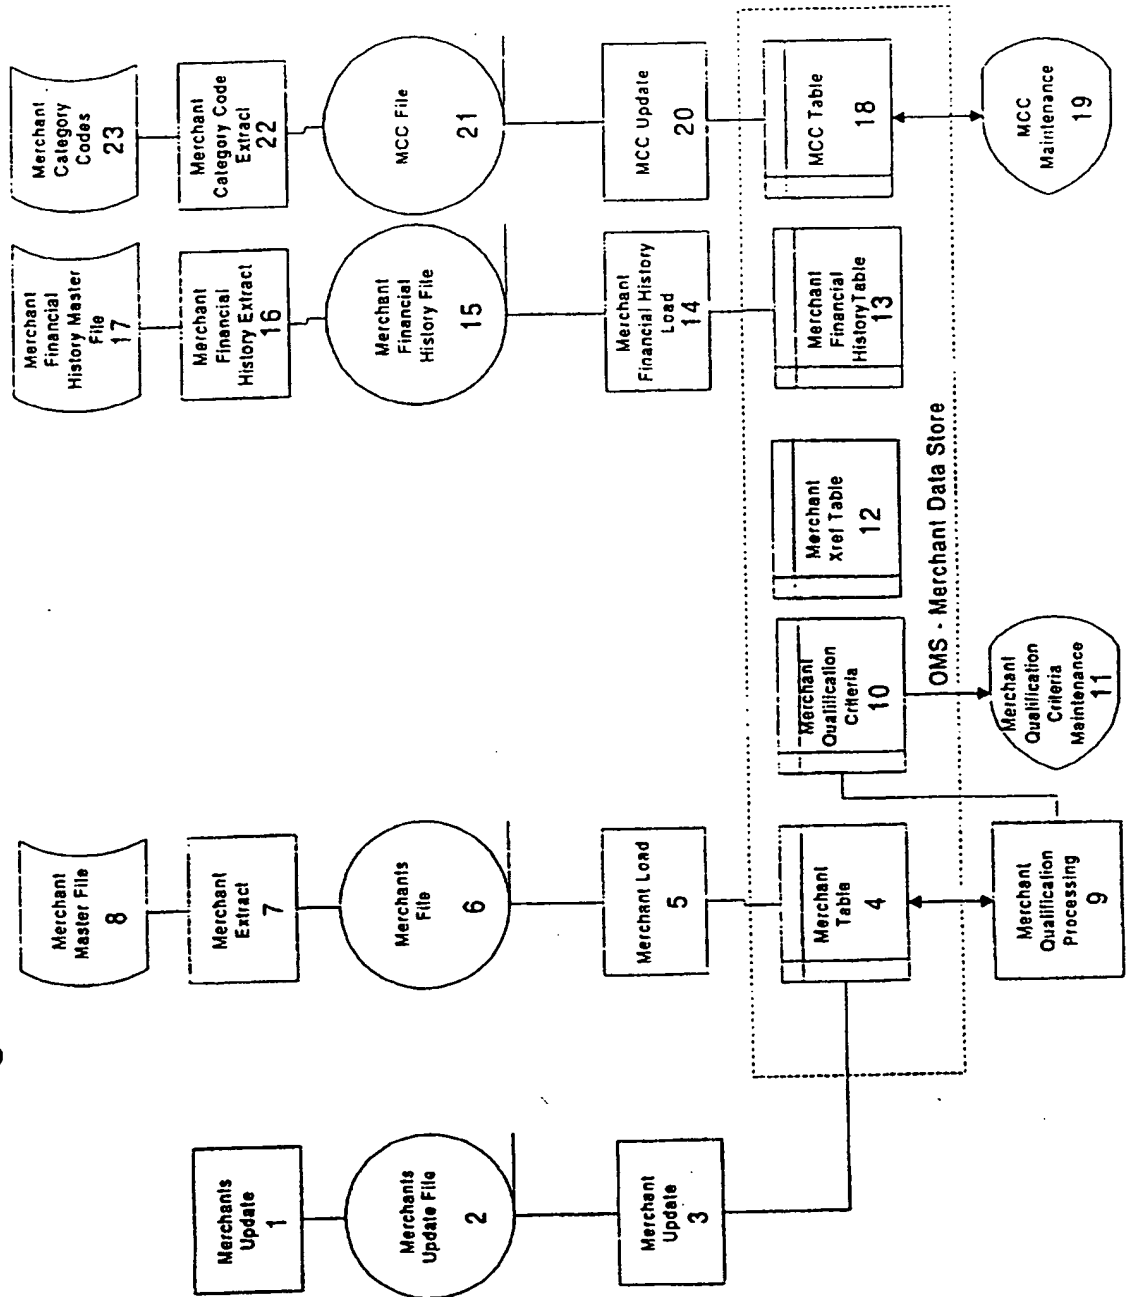 Merchants
Update
1
Merchants
Update File
2
Merchant
Update
3
Merchant
Master File
8
Merchant
Extract
7
Merchants
File
6
Merchant Load
5
Merchant
Table
4
Merchant
Qualification
Processing
9
Merchant
Qualification
Criteria
10
Merchant
Qualification
Criteria
Maintenance
11
Merchant
Xref Table
12
OMS - Merchant Data Store
Merchant
Financial
History Master
File
17
Merchant
Financial
History Extract
16
Merchant
Financial
History File
15
Merchant
Financial History
Load
14
Merchant
Financial
HistoryTable
13
Merchant
Category
Codes
23
Merchant
Category Code
Extract
22
MCC File
21
MCC Update
20
MCC Table
18
MCC
Maintenance
19